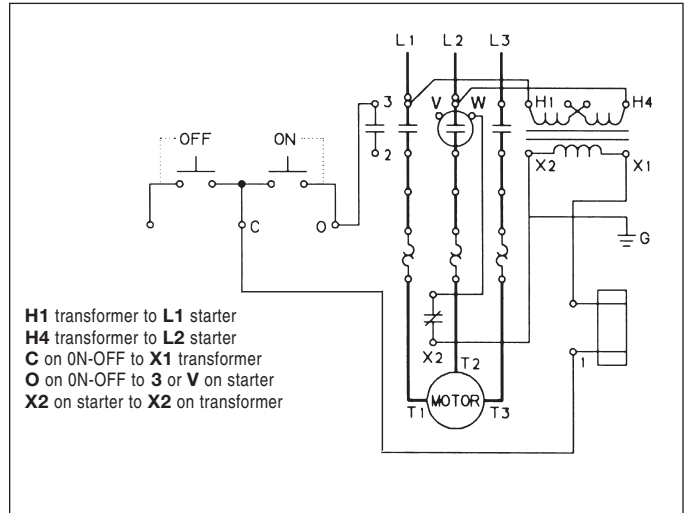 L1 L2 L3
3 V W H1 H4
OFF ON
2 X2 X1
C O G
H1 transformer to L1 starter
H4 transformer to L2 starter
C on 0N-OFF to X1 transformer
O on 0N-OFF to 3 or V on starter
X2 on starter to X2 on transformer
X2 1
T2
T1 MOTOR T3